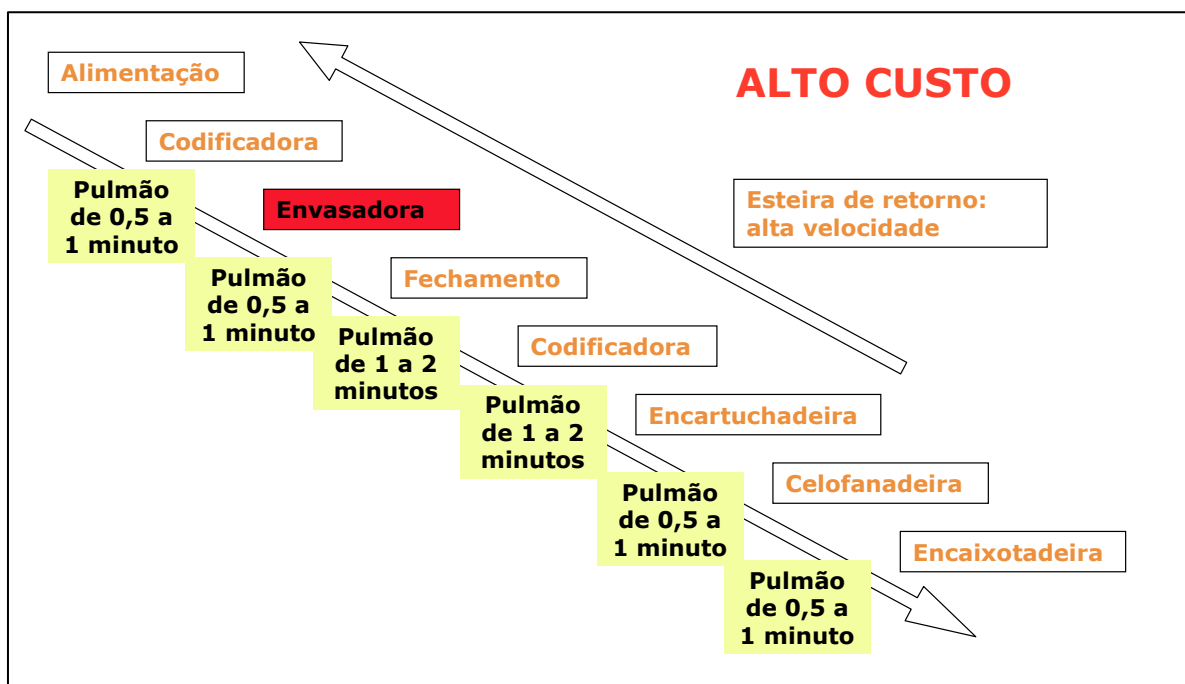 ALTO CUSTO
Alimentação
Codificadora
Pulmão
de 0,5 a
1 minuto
Envasadora
Esteira de retorno:
alta velocidade
Pulmão
de 0,5 a
1 minuto
Fechamento
Pulmão
de 1 a 2
minutos
Codificadora
Pulmão
de 1 a 2
minutos
Encartuchadeira
Pulmão
de 0,5 a
1 minuto
Celofanadeira
Pulmão
de 0,5 a
1 minuto
Encaixotadeira